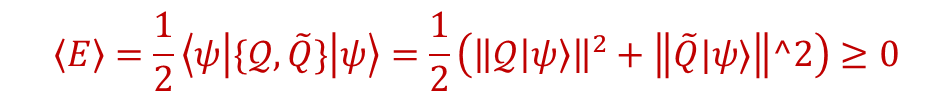 ⟨E⟩ = 1/2 ⟨ψ|{𝒬, Q̃}|ψ⟩ = 1/2 (‖𝒬|ψ⟩‖² + ‖Q̃|ψ⟩‖^2) ≥ 0